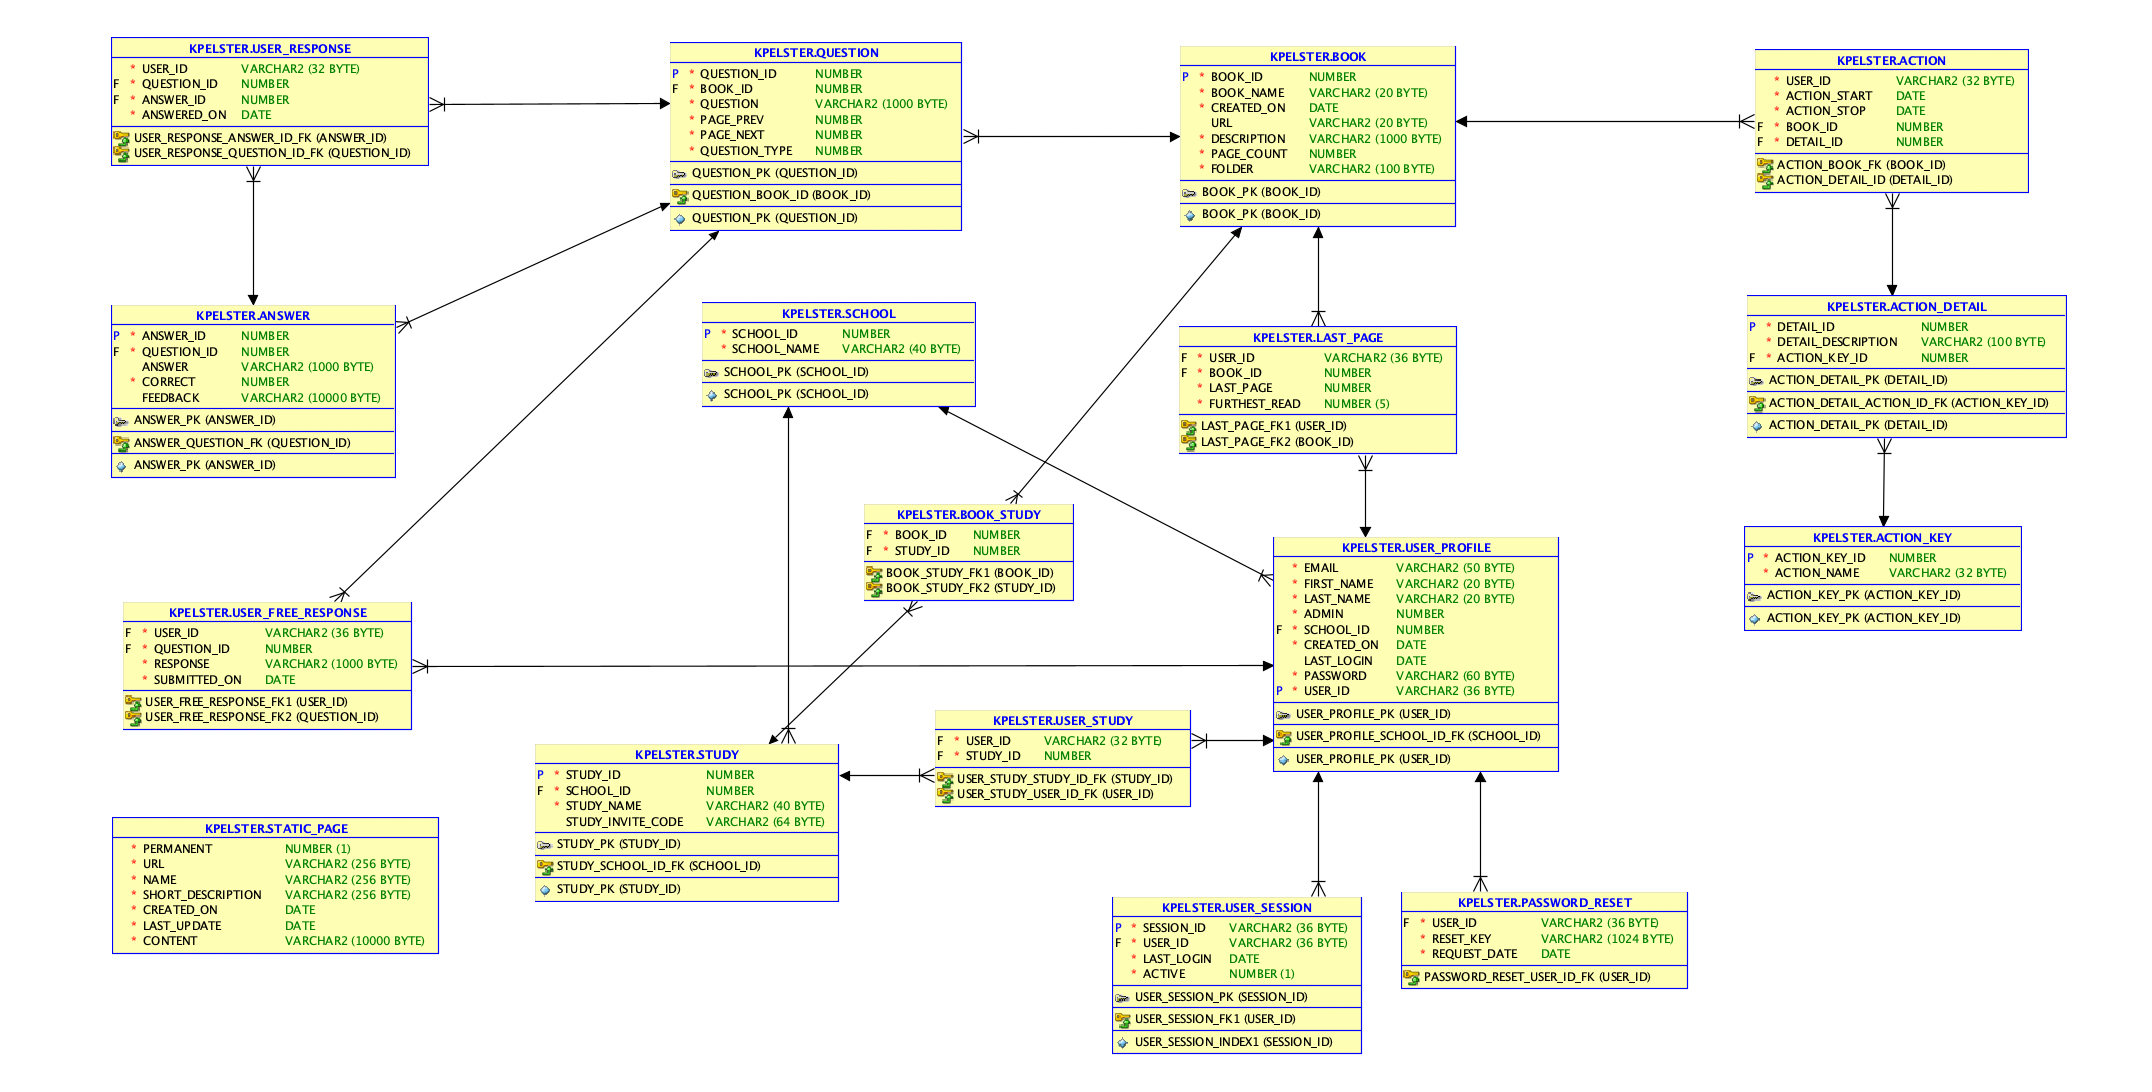 KPELSTER.USER_RESPONSE
* USER_ID VARCHAR2 (32 BYTE)
F * QUESTION_ID NUMBER
F * ANSWER_ID NUMBER
* ANSWERED_ON DATE
USER_RESPONSE_ANSWER_ID_FK (ANSWER_ID)
USER_RESPONSE_QUESTION_ID_FK (QUESTION_ID)
KPELSTER.QUESTION
P * QUESTION_ID NUMBER
F * BOOK_ID NUMBER
* QUESTION VARCHAR2 (1000 BYTE)
* PAGE_PREV NUMBER
* PAGE_NEXT NUMBER
* QUESTION_TYPE NUMBER
QUESTION_PK (QUESTION_ID)
QUESTION_BOOK_ID (BOOK_ID)
QUESTION_PK (QUESTION_ID)
KPELSTER.BOOK
P * BOOK_ID NUMBER
* BOOK_NAME VARCHAR2 (20 BYTE)
* CREATED_ON DATE
URL VARCHAR2 (20 BYTE)
* DESCRIPTION VARCHAR2 (1000 BYTE)
* PAGE_COUNT NUMBER
* FOLDER VARCHAR2 (100 BYTE)
BOOK_PK (BOOK_ID)
BOOK_PK (BOOK_ID)
KPELSTER.ACTION
* USER_ID VARCHAR2 (32 BYTE)
* ACTION_START DATE
* ACTION_STOP DATE
F * BOOK_ID NUMBER
F * DETAIL_ID NUMBER
ACTION_BOOK_FK (BOOK_ID)
ACTION_DETAIL_ID (DETAIL_ID)
KPELSTER.ANSWER
P * ANSWER_ID NUMBER
F * QUESTION_ID NUMBER
ANSWER VARCHAR2 (1000 BYTE)
* CORRECT NUMBER
FEEDBACK VARCHAR2 (10000 BYTE)
ANSWER_PK (ANSWER_ID)
ANSWER_QUESTION_FK (QUESTION_ID)
ANSWER_PK (ANSWER_ID)
KPELSTER.SCHOOL
P * SCHOOL_ID NUMBER
* SCHOOL_NAME VARCHAR2 (40 BYTE)
SCHOOL_PK (SCHOOL_ID)
SCHOOL_PK (SCHOOL_ID)
KPELSTER.LAST_PAGE
F * USER_ID VARCHAR2 (36 BYTE)
F * BOOK_ID NUMBER
* LAST_PAGE NUMBER
* FURTHEST_READ NUMBER (5)
LAST_PAGE_FK1 (USER_ID)
LAST_PAGE_FK2 (BOOK_ID)
KPELSTER.ACTION_DETAIL
P * DETAIL_ID NUMBER
* DETAIL_DESCRIPTION VARCHAR2 (100 BYTE)
F * ACTION_KEY_ID NUMBER
ACTION_DETAIL_PK (DETAIL_ID)
ACTION_DETAIL_ACTION_ID_FK (ACTION_KEY_ID)
ACTION_DETAIL_PK (DETAIL_ID)
KPELSTER.BOOK_STUDY
F * BOOK_ID NUMBER
F * STUDY_ID NUMBER
BOOK_STUDY_FK1 (BOOK_ID)
BOOK_STUDY_FK2 (STUDY_ID)
KPELSTER.USER_PROFILE
* EMAIL VARCHAR2 (50 BYTE)
* FIRST_NAME VARCHAR2 (20 BYTE)
* LAST_NAME VARCHAR2 (20 BYTE)
* ADMIN NUMBER
F * SCHOOL_ID NUMBER
* CREATED_ON DATE
LAST_LOGIN DATE
* PASSWORD VARCHAR2 (60 BYTE)
P * USER_ID VARCHAR2 (36 BYTE)
USER_PROFILE_PK (USER_ID)
USER_PROFILE_SCHOOL_ID_FK (SCHOOL_ID)
USER_PROFILE_PK (USER_ID)
KPELSTER.ACTION_KEY
P * ACTION_KEY_ID NUMBER
* ACTION_NAME VARCHAR2 (32 BYTE)
ACTION_KEY_PK (ACTION_KEY_ID)
ACTION_KEY_PK (ACTION_KEY_ID)
KPELSTER.USER_FREE_RESPONSE
F * USER_ID VARCHAR2 (36 BYTE)
F * QUESTION_ID NUMBER
* RESPONSE VARCHAR2 (1000 BYTE)
* SUBMITTED_ON DATE
USER_FREE_RESPONSE_FK1 (USER_ID)
USER_FREE_RESPONSE_FK2 (QUESTION_ID)
KPELSTER.STUDY
P * STUDY_ID NUMBER
F * SCHOOL_ID NUMBER
* STUDY_NAME VARCHAR2 (40 BYTE)
STUDY_INVITE_CODE VARCHAR2 (64 BYTE)
STUDY_PK (STUDY_ID)
STUDY_SCHOOL_ID_FK (SCHOOL_ID)
STUDY_PK (STUDY_ID)
KPELSTER.USER_STUDY
F * USER_ID VARCHAR2 (32 BYTE)
F * STUDY_ID NUMBER
USER_STUDY_STUDY_ID_FK (STUDY_ID)
USER_STUDY_USER_ID_FK (USER_ID)
KPELSTER.STATIC_PAGE
* PERMANENT NUMBER (1)
* URL VARCHAR2 (256 BYTE)
* NAME VARCHAR2 (256 BYTE)
* SHORT_DESCRIPTION VARCHAR2 (256 BYTE)
* CREATED_ON DATE
* LAST_UPDATE DATE
* CONTENT VARCHAR2 (10000 BYTE)
KPELSTER.USER_SESSION
P * SESSION_ID VARCHAR2 (36 BYTE)
F * USER_ID VARCHAR2 (36 BYTE)
* LAST_LOGIN DATE
* ACTIVE NUMBER (1)
USER_SESSION_PK (SESSION_ID)
USER_SESSION_FK1 (USER_ID)
USER_SESSION_INDEX1 (SESSION_ID)
KPELSTER.PASSWORD_RESET
F * USER_ID VARCHAR2 (36 BYTE)
* RESET_KEY VARCHAR2 (1024 BYTE)
* REQUEST_DATE DATE
PASSWORD_RESET_USER_ID_FK (USER_ID)